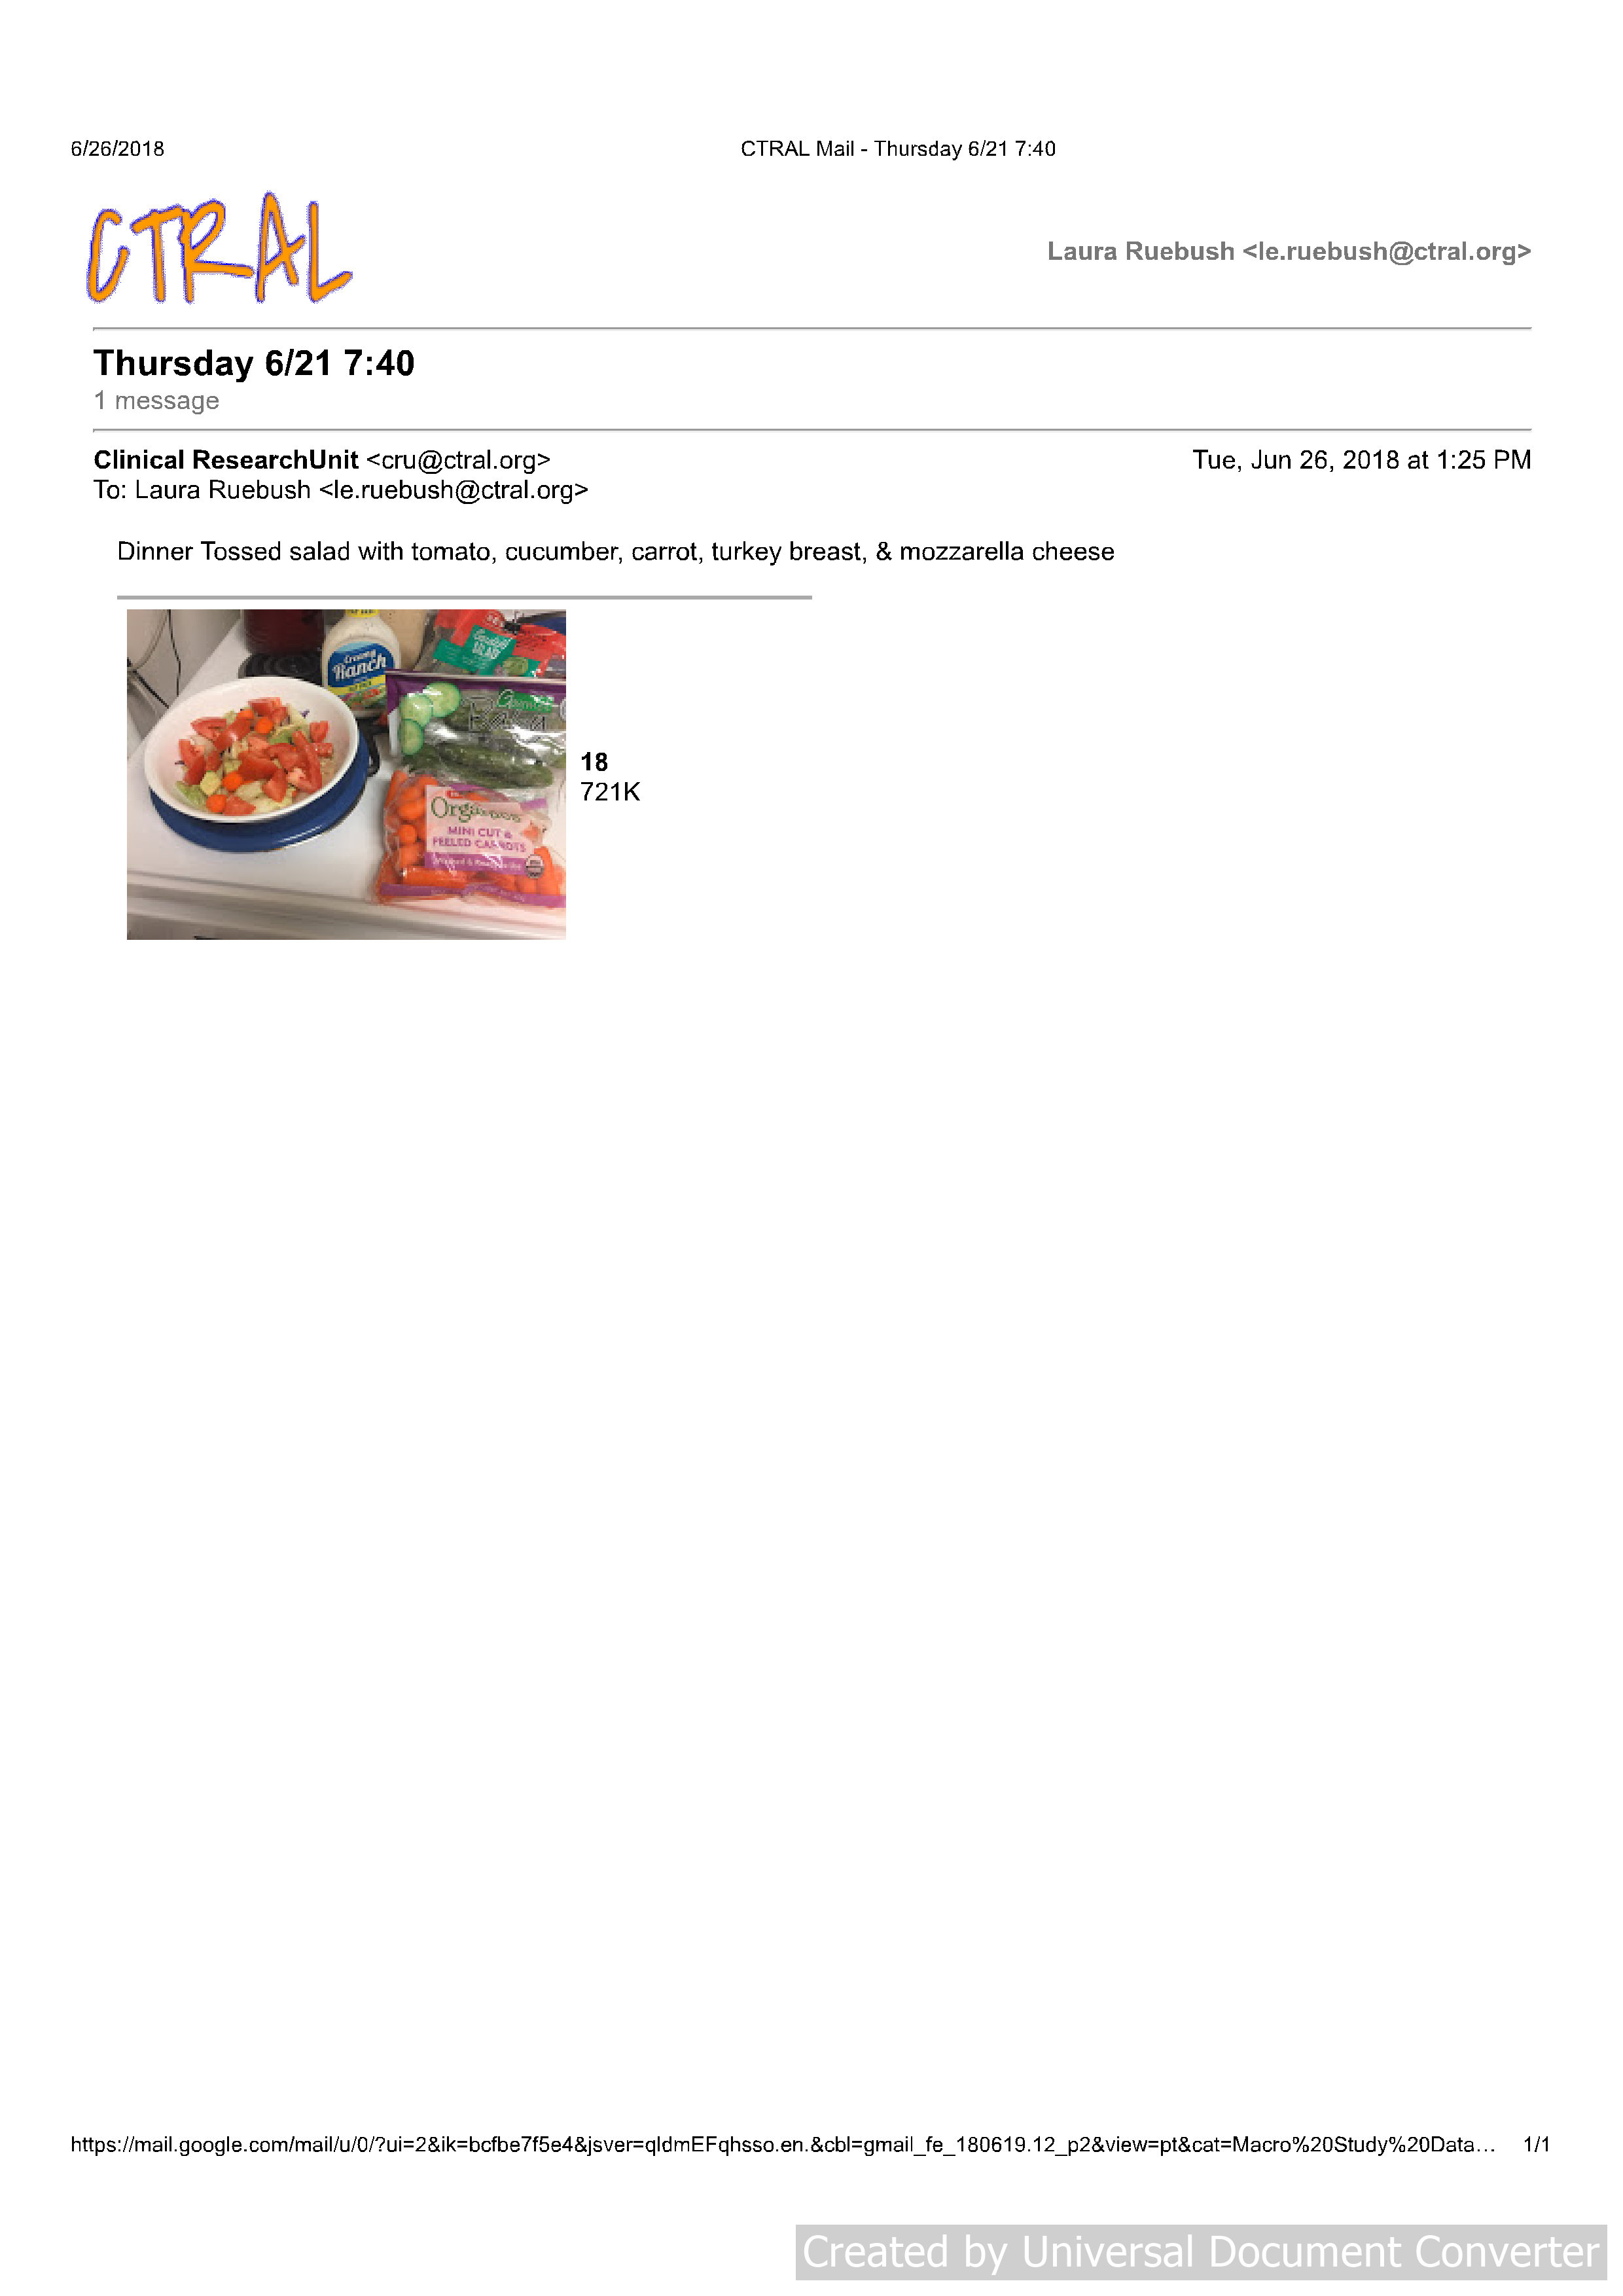 6/26/2018 CTRAL Mail - Thursday 6/21 7:40
CTRAL
Laura Ruebush <le.ruebush@ctral.org>
Thursday 6/21 7:40
1 message
Clinical ResearchUnit <cru@ctral.org> Tue, Jun 26, 2018 at 1:25 PM
To: Laura Ruebush <le.ruebush@ctral.org>
Dinner Tossed salad with tomato, cucumber, carrot, turkey breast, & mozzarella cheese
Creamy
Ranch
Organics
MINI CUT &
PEELED CARROTS
18
721K
https://mail.google.com/mail/u/0/?ui=2&ik=bcfbe7f5e4&jsver=qldmEFqhsso.en.&cbl=gmail_fe_180619.12_p2&view=pt&cat=Macro%20Study%20Data… 1/1
Created by Universal Document Converter